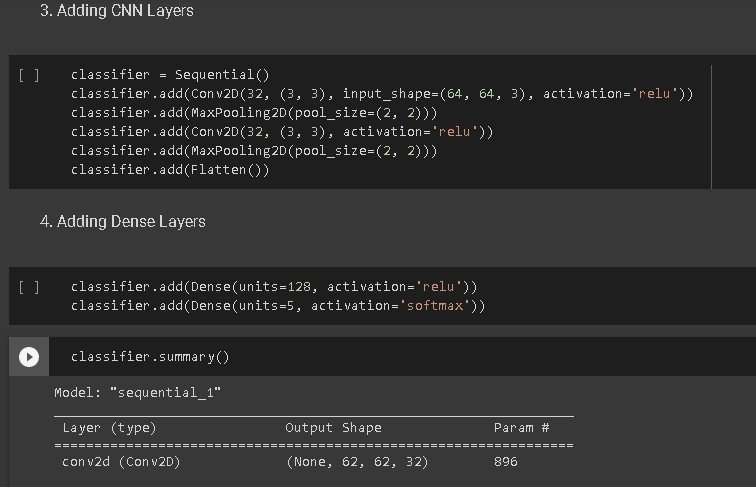 3. Adding CNN Layers
[ ] classifier = Sequential()
classifier.add(Conv2D(32, (3, 3), input_shape=(64, 64, 3), activation='relu'))
classifier.add(MaxPooling2D(pool_size=(2, 2)))
classifier.add(Conv2D(32, (3, 3), activation='relu'))
classifier.add(MaxPooling2D(pool_size=(2, 2)))
classifier.add(Flatten())
4. Adding Dense Layers
[ ] classifier.add(Dense(units=128, activation='relu'))
classifier.add(Dense(units=5, activation='softmax'))
classifier.summary()
Model: "sequential_1"
Layer (type) Output Shape Param #
=================================================================
conv2d (Conv2D) (None, 62, 62, 32) 896